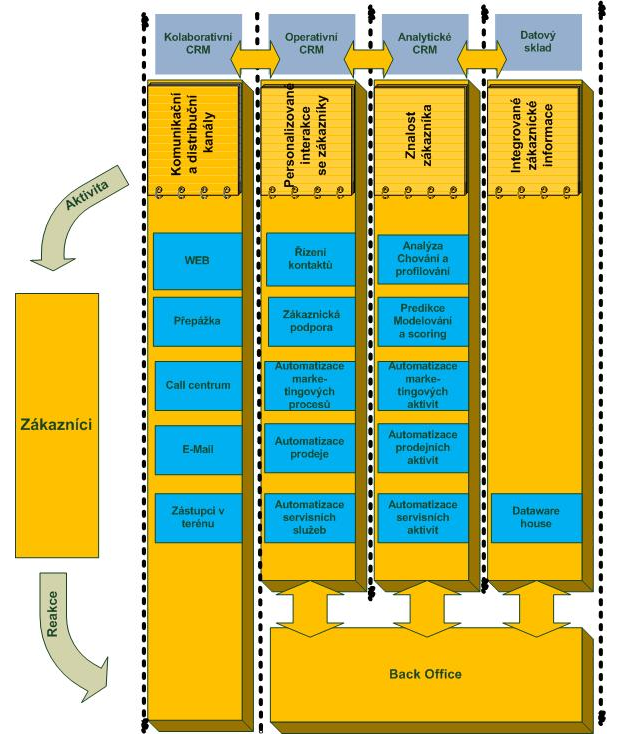 Kolaborativní
CRM
Operativní
CRM
Analytické
CRM
Datový
sklad
Komunikační
a distribuční
kanály
Personalizované
interakce
se zákazníky
Znalost
zákazníka
Integrované
zákaznické
informace
Aktivita
Zákazníci
Reakce
WEB
Přepážka
Call centrum
E-Mail
Zástupci v
terénu
Řízení
kontaktů
Zákaznická
podpora
Automatizace
marke-
tingových
procesů
Automatizace
prodeje
Automatizace
servisních
služeb
Analýza
Chování a
profilování
Predikce
Modelování
a scoring
Automatizace
marke-
tingových
aktivit
Automatizace
prodejních
aktivit
Automatizace
servisních
aktivit
Dataware
house
Back Office